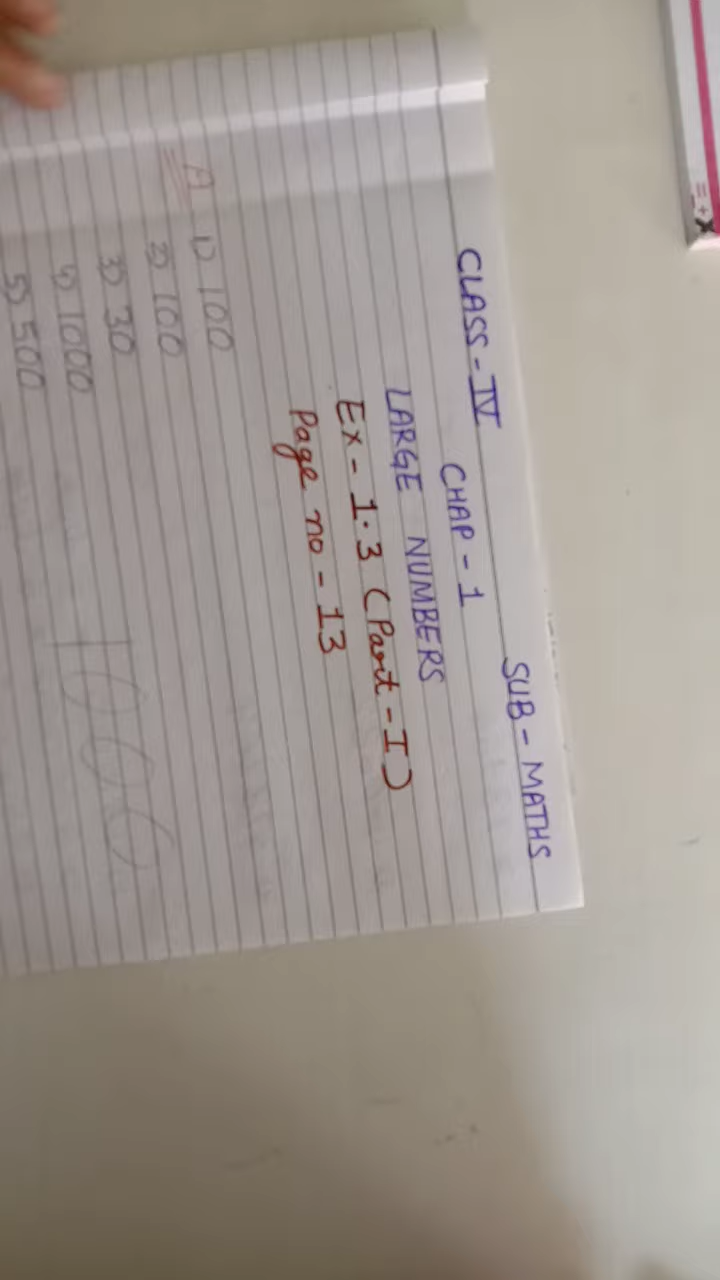 CLASS - IV SUB - MATHS
CHAP - 1
LARGE NUMBERS
Ex - 1.3 (Part - I)
Page no - 13
A 1) 100
2) 100
3) 30
4) 1000
5) 500
1000